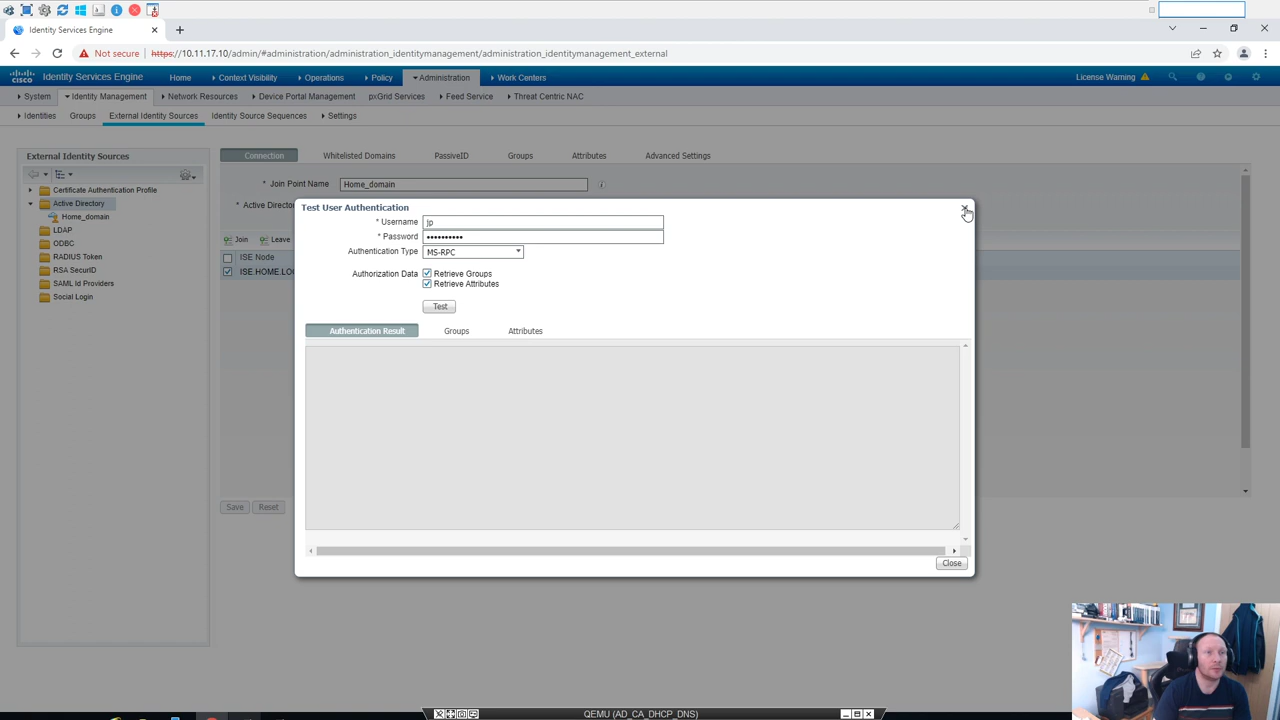 Identity Services Engine
Not secure https://10.11.17.10/admin/#administration/administration_identitymanagement/administration_identitymanagement_external
cisco Identity Services Engine Home Context Visibility Operations Policy Administration Work Centers License Warning
System Identity Management Network Resources Device Portal Management pxGrid Services Feed Service Threat Centric NAC
Identities Groups External Identity Sources Identity Source Sequences Settings
External Identity Sources
Certificate Authentication Profile
Active Directory
Home_domain
LDAP
ODBC
RADIUS Token
RSA SecurID
SAML Id Providers
Social Login
Connection Whitelisted Domains PassiveID Groups Attributes Advanced Settings
* Join Point Name Home_domain
* Active Directo
Join Leave
ISE Node
ISE.HOME.LOC
Save Reset
Test User Authentication
* Username jp
* Password ••••••••••
Authentication Type MS-RPC
Authorization Data Retrieve Groups
Retrieve Attributes
Test
Authentication Result Groups Attributes
Close
QEMU (AD_CA_DHCP_DNS)